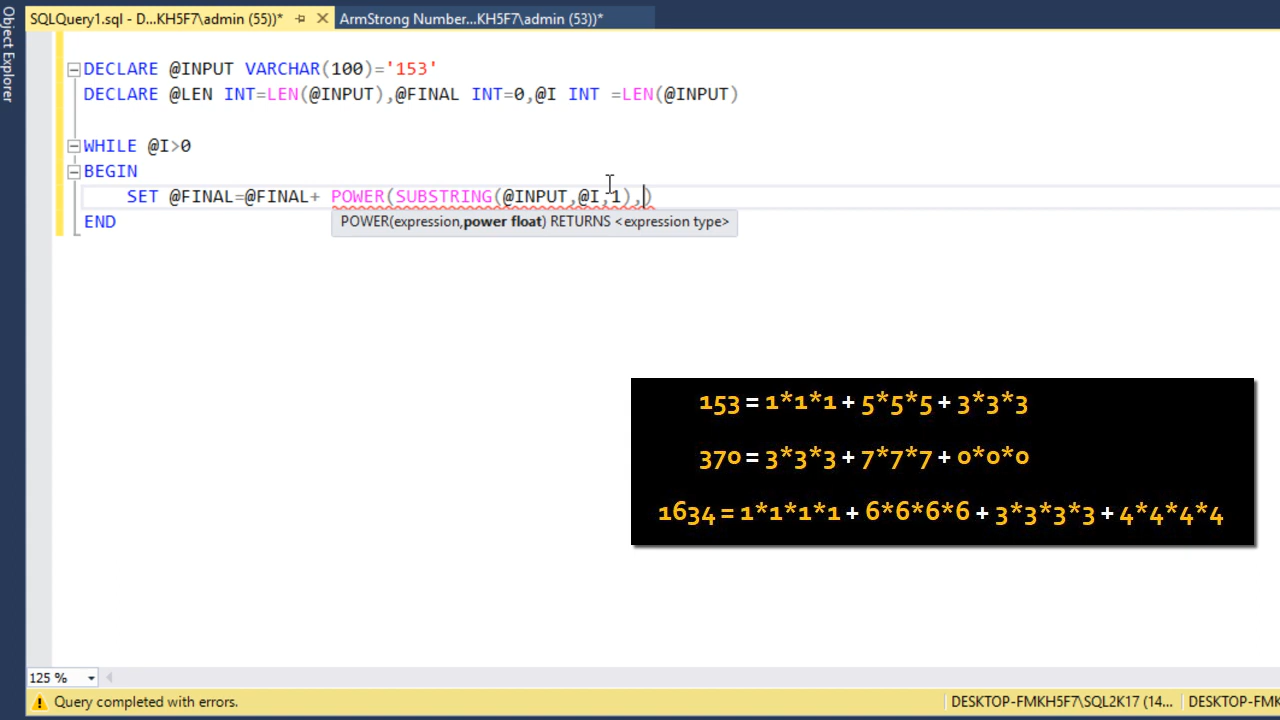 Object Explorer
SQLQuery1.sql - D...KH5F7\admin (55))*
ArmStrong Number...KH5F7\admin (53))*
DECLARE @INPUT VARCHAR(100)='153'
DECLARE @LEN INT=LEN(@INPUT),@FINAL INT=0,@I INT =LEN(@INPUT)
WHILE @I>0
BEGIN
SET @FINAL=@FINAL+ POWER(SUBSTRING(@INPUT,@I,1),)
END
POWER(expression,power float) RETURNS <expression type>
153 = 1*1*1 + 5*5*5 + 3*3*3
370 = 3*3*3 + 7*7*7 + 0*0*0
1634 = 1*1*1*1 + 6*6*6*6 + 3*3*3*3 + 4*4*4*4
125 %
Query completed with errors.
DESKTOP-FMKH5F7\SQL2K17 (14...
DESKTOP-FMK